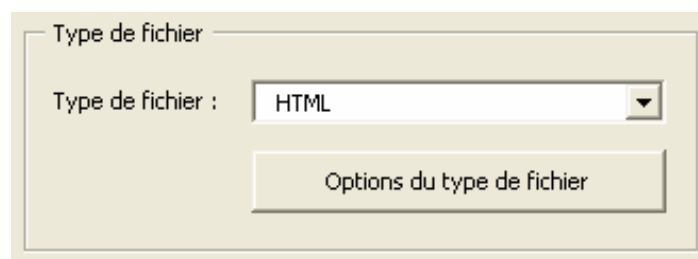 Type de fichier
Type de fichier : HTML
Options du type de fichier